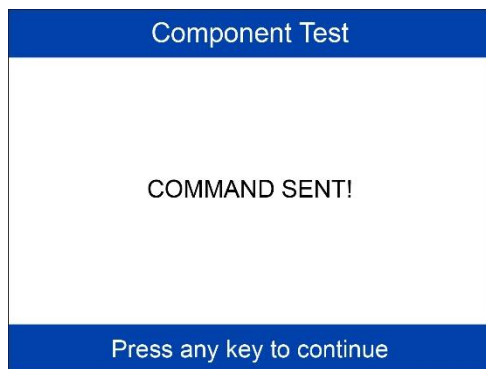 Component Test
COMMAND SENT!
Press any key to continue